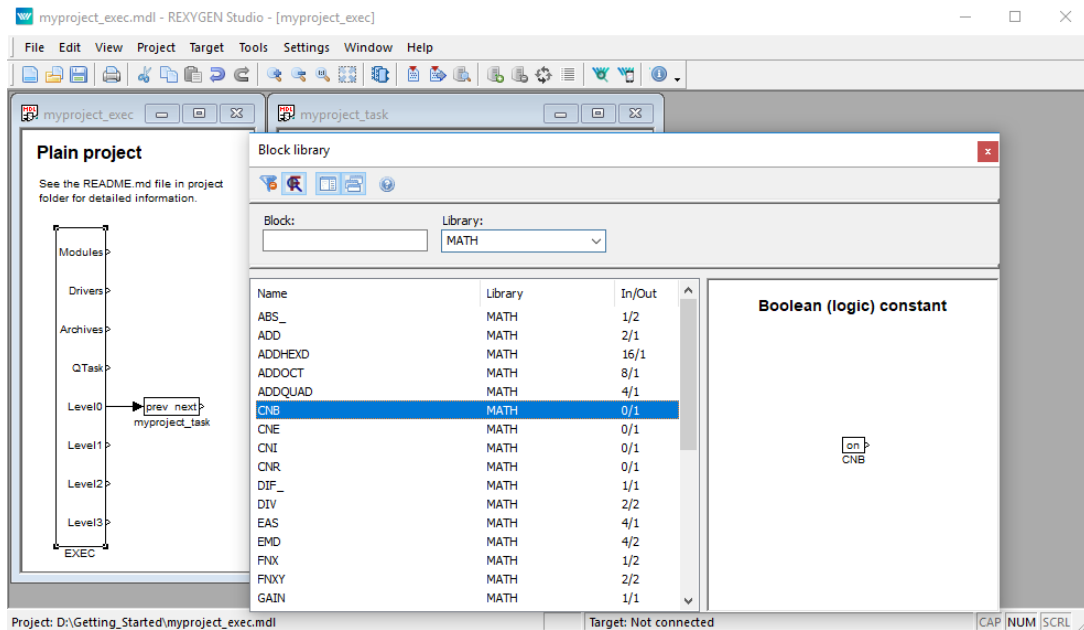 myproject_exec.mdl - REXYGEN Studio - [myproject_exec]
File Edit View Project Target Tools Settings Window Help
myproject_exec
myproject_task
Plain project
See the README.md file in project
folder for detailed information.
Modules
Drivers
Archives
QTask
Level0
prev next
myproject_task
Level1
Level2
Level3
EXEC
Block library
Block:
Library:
MATH
Name Library In/Out
ABS_ MATH 1/2
ADD MATH 2/1
ADDHEXD MATH 16/1
ADDOCT MATH 8/1
ADDQUAD MATH 4/1
CNB MATH 0/1
CNE MATH 0/1
CNI MATH 0/1
CNR MATH 0/1
DIF_ MATH 1/1
DIV MATH 2/2
EAS MATH 4/1
EMD MATH 4/2
FNX MATH 1/2
FNXY MATH 2/2
GAIN MATH 1/1
Boolean (logic) constant
on
CNB
Project: D:\Getting_Started\myproject_exec.mdl
Target: Not connected
CAP NUM SCRL